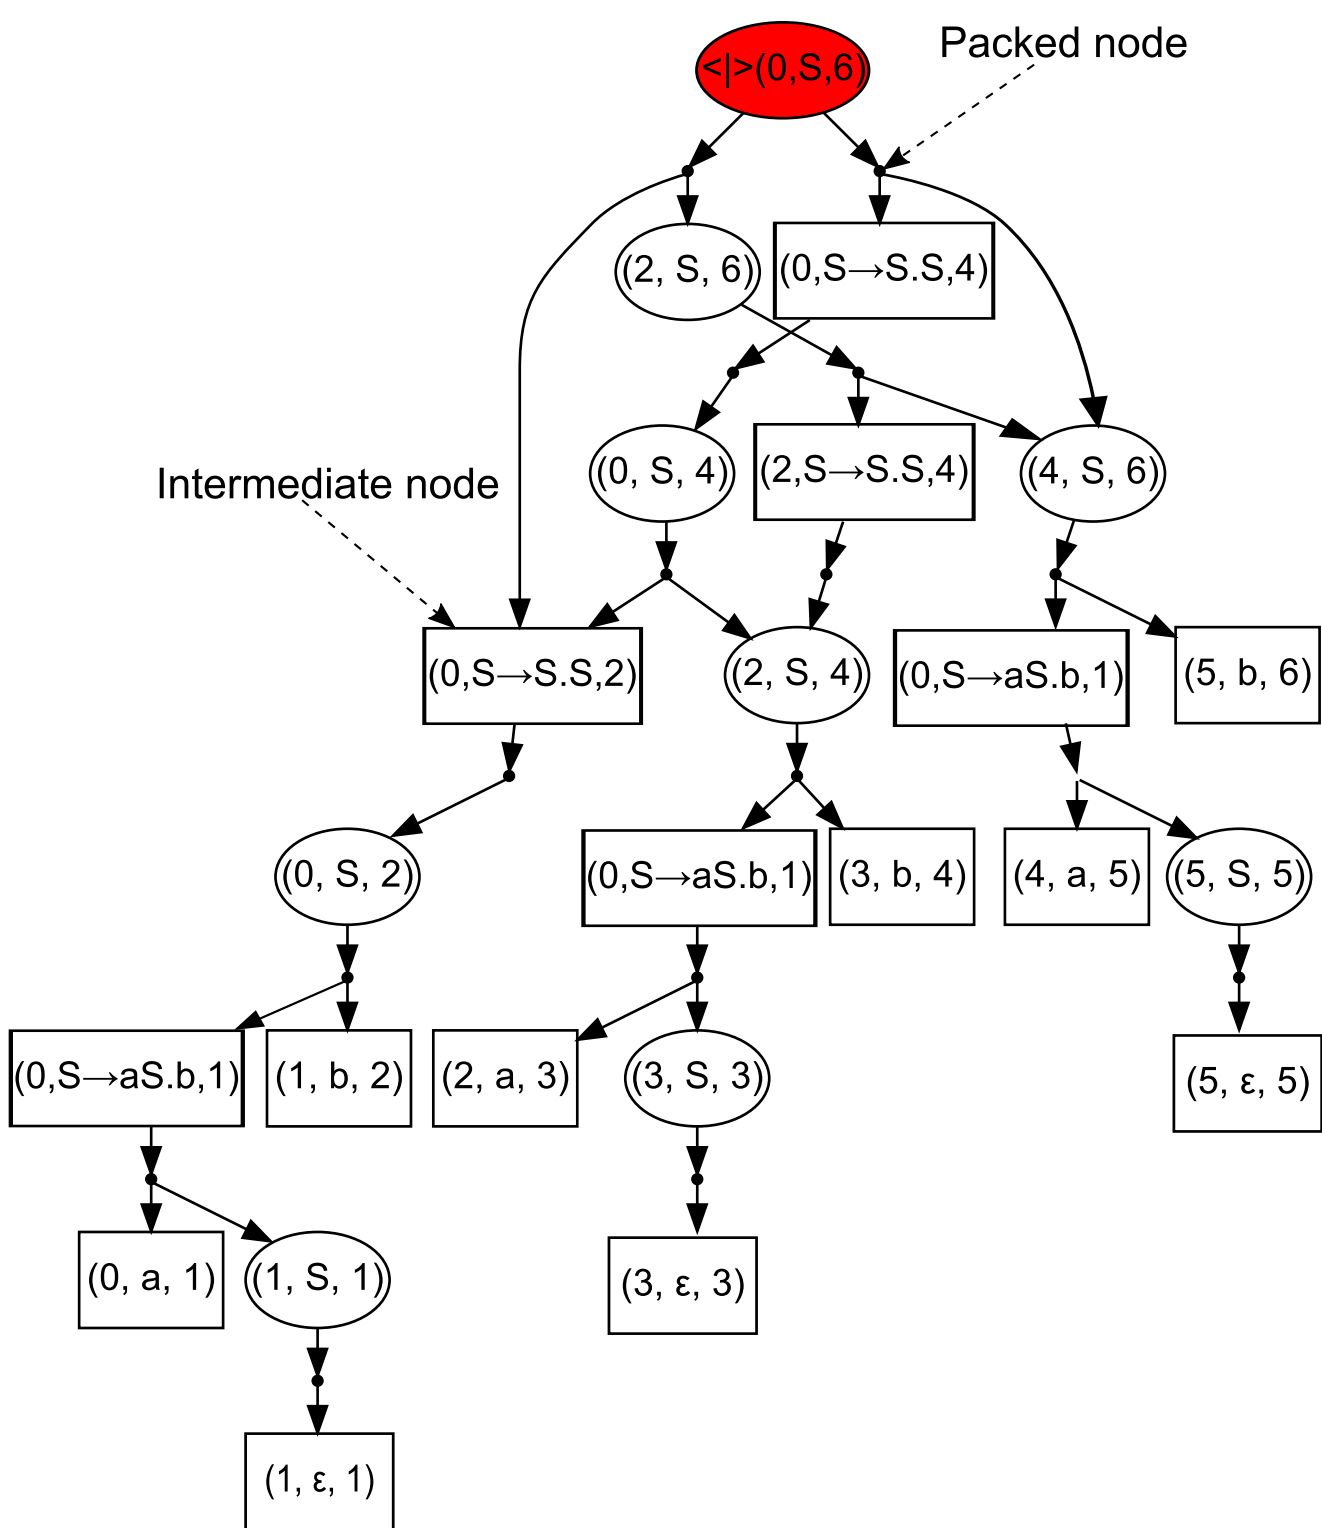 Packed node
<|>(0,S,6)
(2, S, 6)
(0,S→S.S,4)
Intermediate node
(0, S, 4)
(2,S→S.S,4)
(4, S, 6)
(0,S→S.S,2)
(2, S, 4)
(0,S→aS.b,1)
(5, b, 6)
(0, S, 2)
(0,S→aS.b,1)
(3, b, 4)
(4, a, 5)
(5, S, 5)
(0,S→aS.b,1)
(1, b, 2)
(2, a, 3)
(3, S, 3)
(5, ε, 5)
(0, a, 1)
(1, S, 1)
(3, ε, 3)
(1, ε, 1)